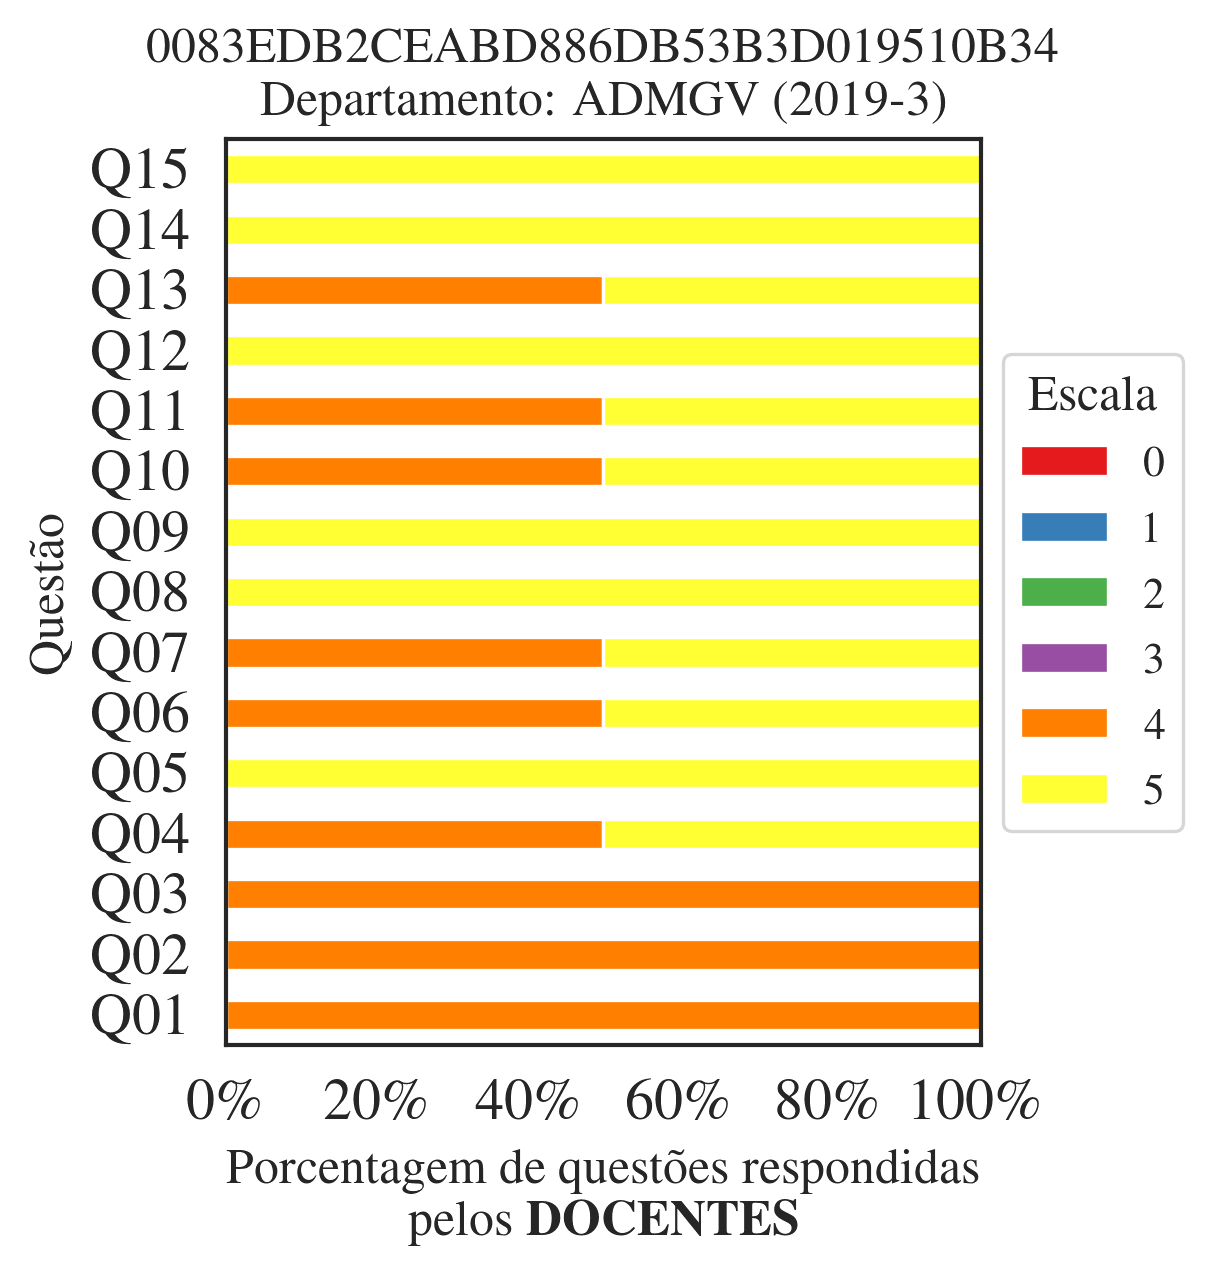 0083EDB2CEABD886DB53B3D019510B34
Departamento: ADMGV (2019-3)
Q15
Q14
Q13
Q12
Q11
Q10
Q09
Q08
Q07
Q06
Q05
Q04
Q03
Q02
Q01
Questão
0% 20% 40% 60% 80% 100%
Porcentagem de questões respondidas
pelos DOCENTES
Escala
0
1
2
3
4
5